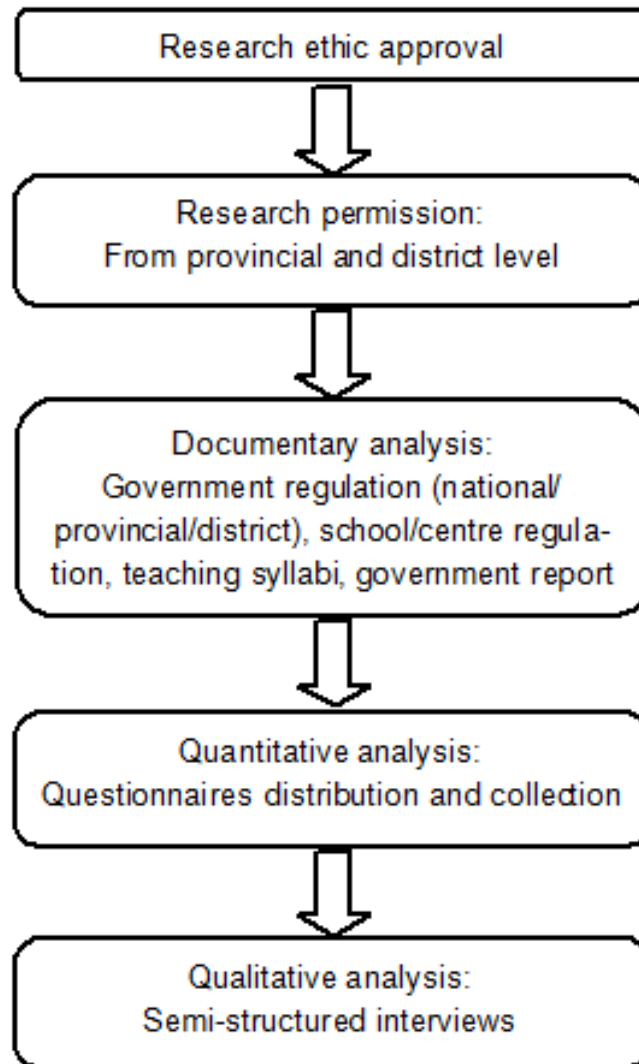 Research ethic approval
Research permission:
From provincial and district level
Documentary analysis:
Government regulation (national/
provincial/district), school/centre regula-
tion, teaching syllabi, government report
Quantitative analysis:
Questionnaires distribution and collection
Qualitative analysis:
Semi-structured interviews